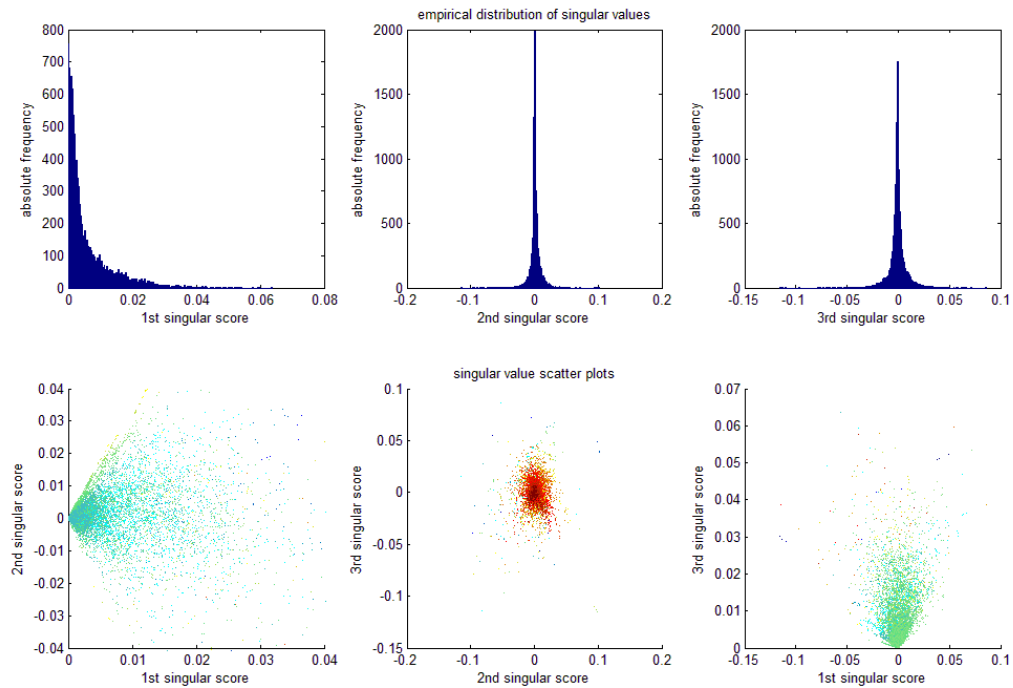 empirical distribution of singular values
800
700
600
500
400
300
200
100
0
absolute frequency
0 0.02 0.04 0.06 0.08
1st singular score
2000
1500
1000
500
0
absolute frequency
-0.2 -0.1 0 0.1 0.2
2nd singular score
2000
1500
1000
500
0
absolute frequency
-0.15 -0.1 -0.05 0 0.05 0.1
3rd singular score
singular value scatter plots
0.04
0.03
0.02
0.01
0
-0.01
-0.02
-0.03
-0.04
2nd singular score
0 0.01 0.02 0.03 0.04
1st singular score
0.1
0.05
0
-0.05
-0.1
-0.15
3rd singular score
-0.2 -0.1 0 0.1 0.2
2nd singular score
0.07
0.06
0.05
0.04
0.03
0.02
0.01
0
3rd singular score
-0.15 -0.1 -0.05 0 0.05 0.1
1st singular score